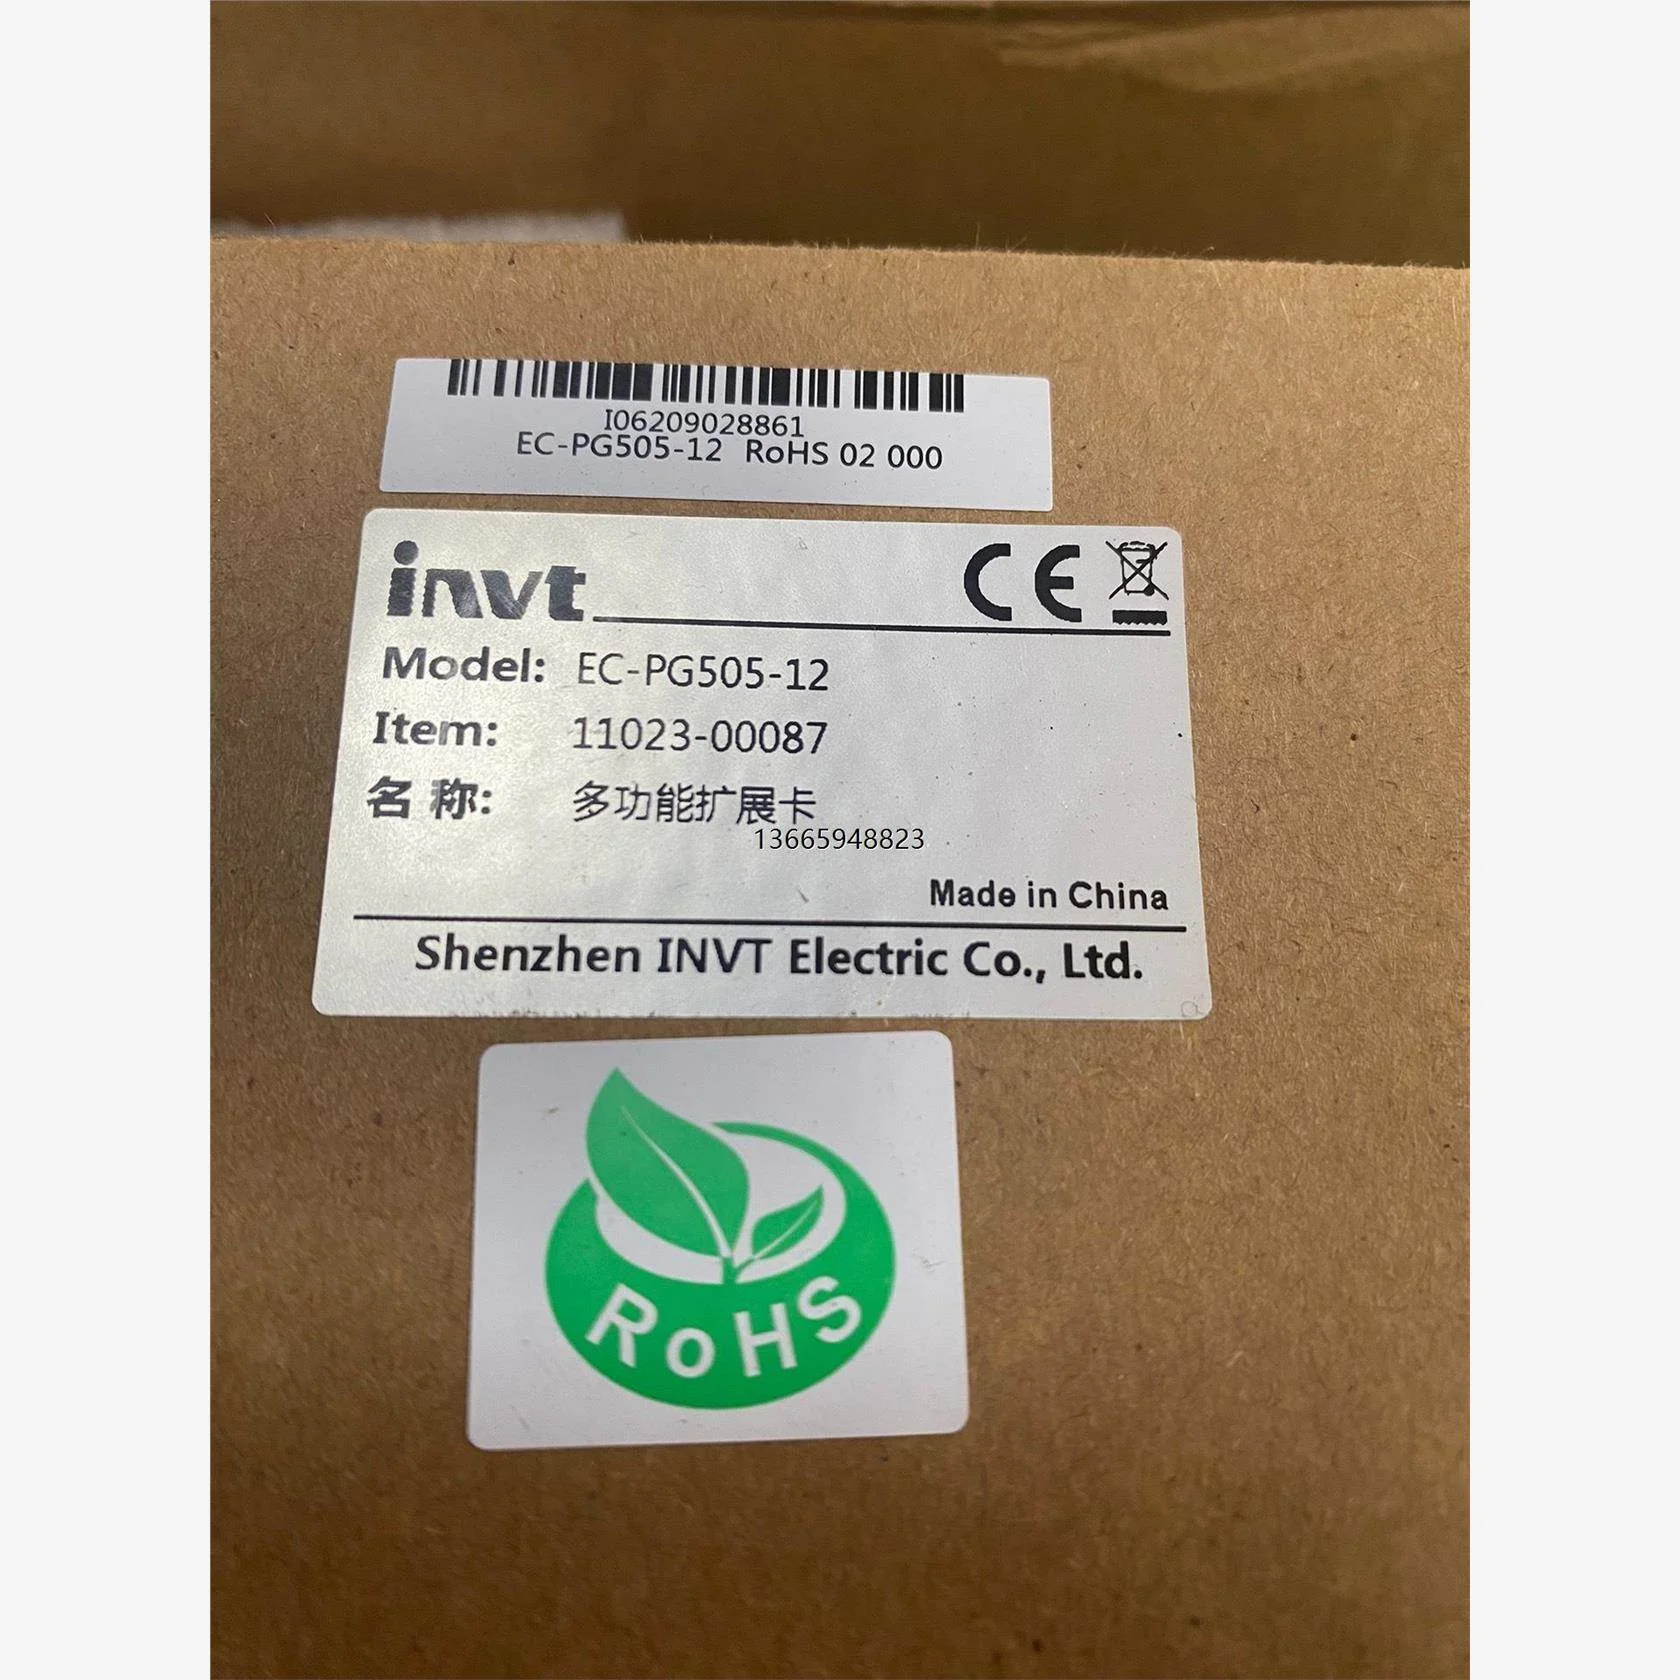 I06209028861
EC-PG505-12 RoHS 02 000
invt
CE
Model: EC-PG505-12
Item: 11023-00087
名 称: 多功能扩展卡
13665948823
Made in China
Shenzhen INVT Electric Co., Ltd.
RoHS